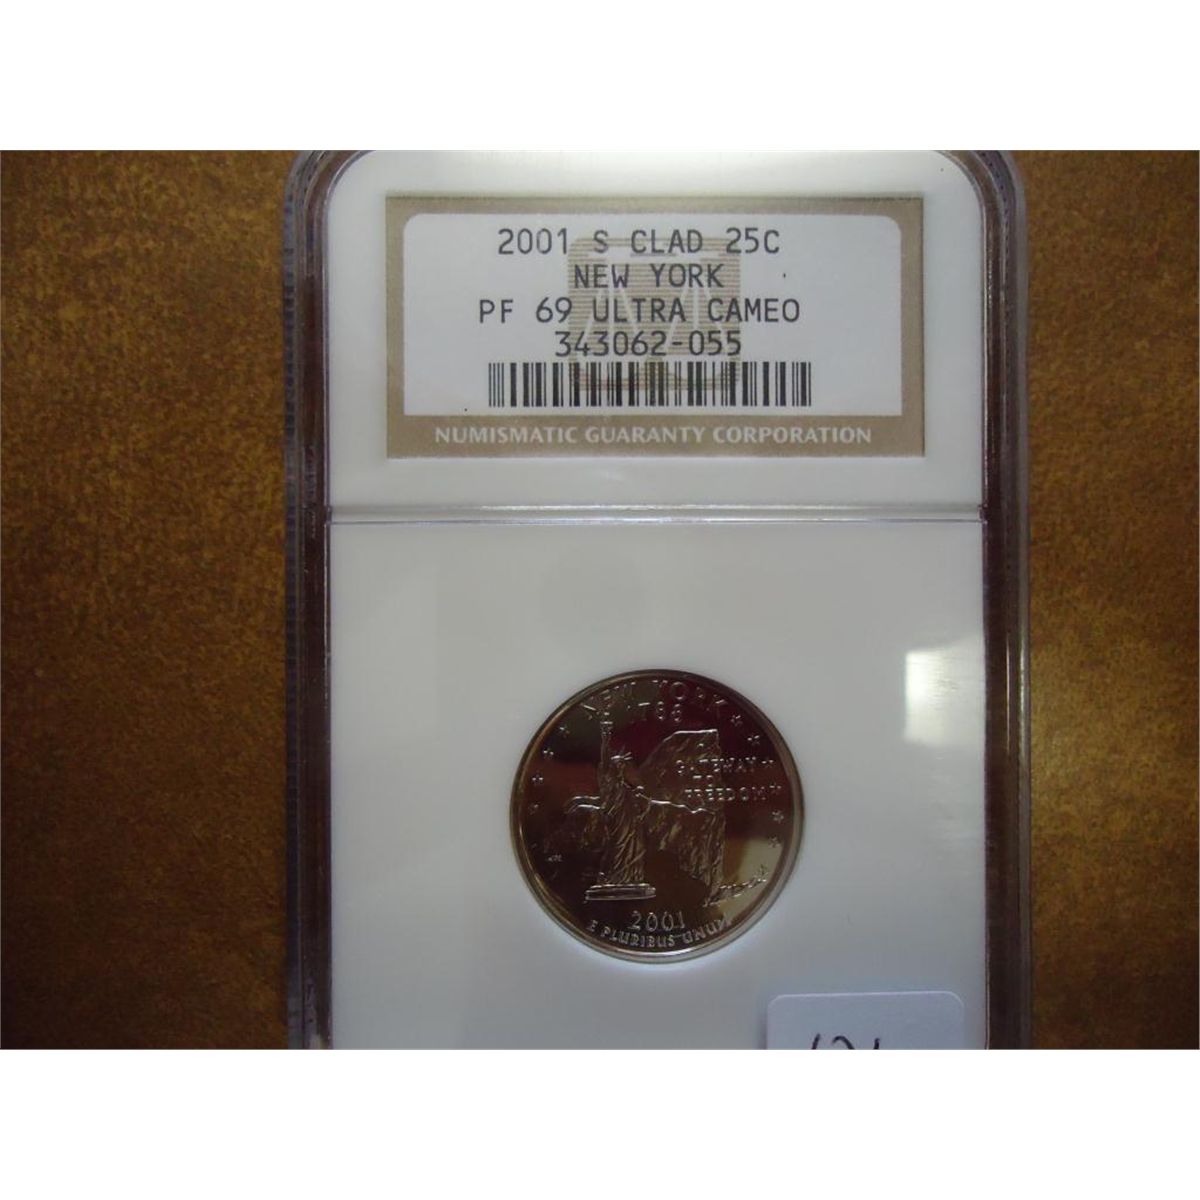 2001 S CLAD 25C
NEW YORK
PF 69 ULTRA CAMEO
343062-055
NUMISMATIC GUARANTY CORPORATION
NEW YORK
1788
GATEWAY
TO
FREEDOM
2001
E PLURIBUS UNUM